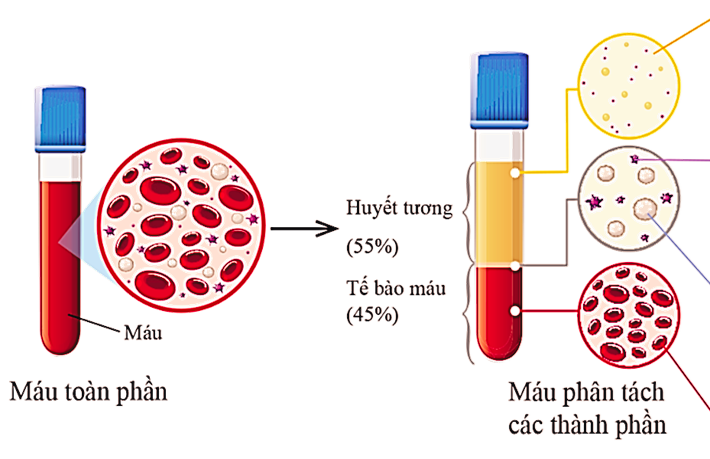 Máu
Máu toàn phần
Huyết tương
(55%)
Tế bào máu
(45%)
Máu phân tách
các thành phần